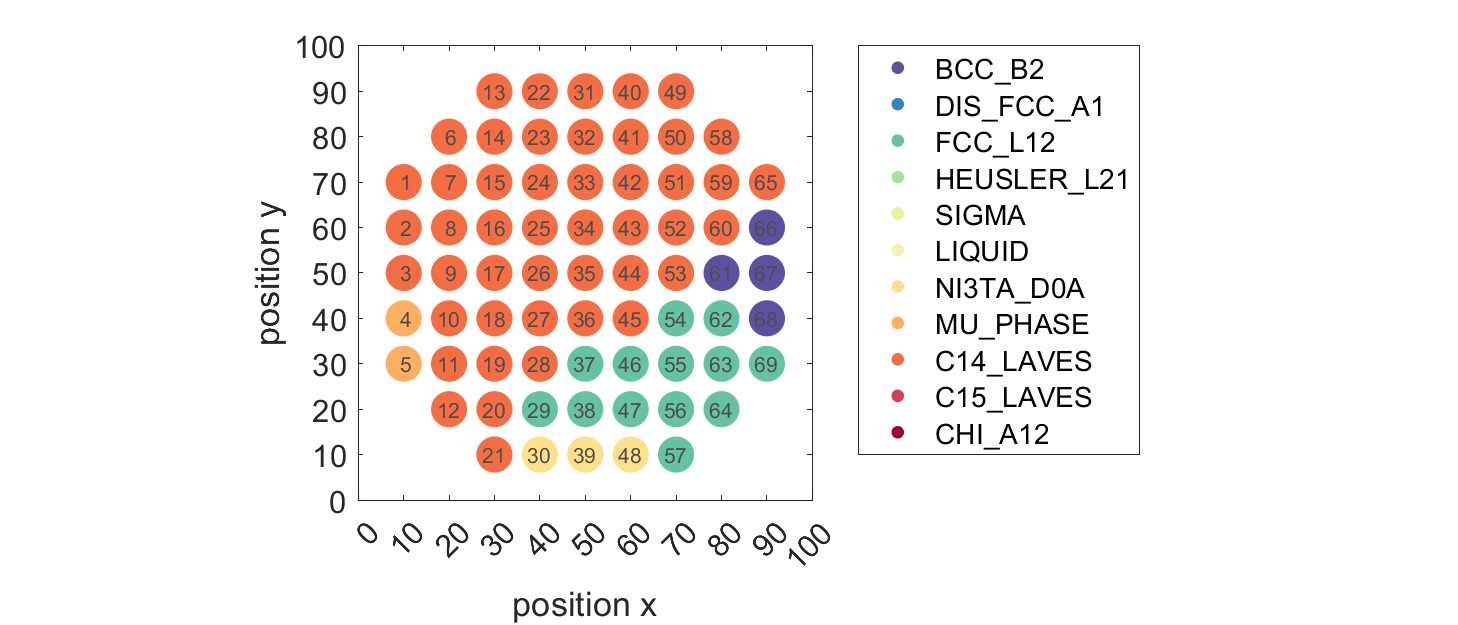 100
90
13 22 31 40 49
80
6 14 23 32 41 50 58
70
1 7 15 24 33 42 51 59 65
60
2 8 16 25 34 43 52 60 66
50
3 9 17 26 35 44 53 61 67
40
4 10 18 27 36 45 54 62 68
30
5 11 19 28 37 46 55 63 69
20
12 20 29 38 47 56 64
10
21 30 39 48 57
0
0 10 20 30 40 50 60 70 80 90 100
position x
position y
BCC_B2
DIS_FCC_A1
FCC_L12
HEUSLER_L21
SIGMA
LIQUID
NI3TA_D0A
MU_PHASE
C14_LAVES
C15_LAVES
CHI_A12